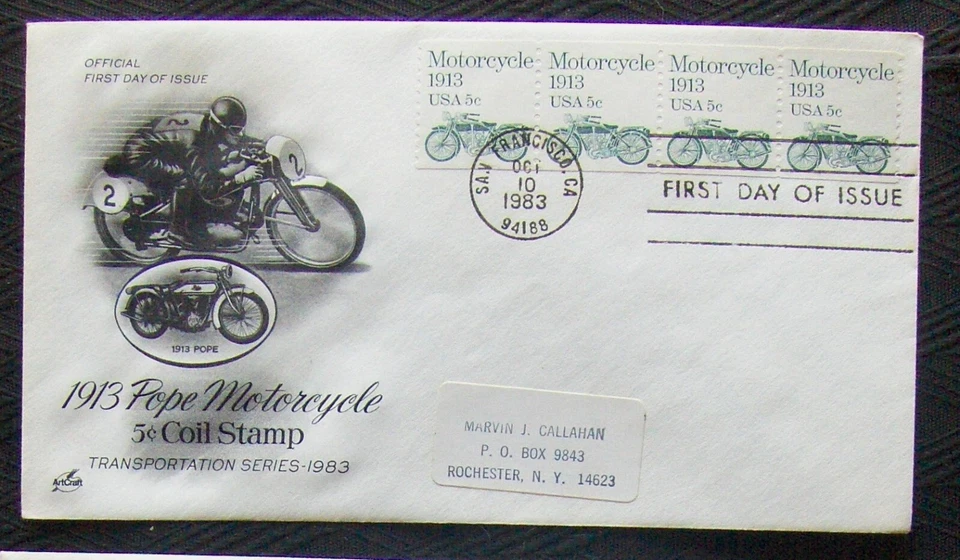 OFFICIAL
FIRST DAY OF ISSUE
Motorcycle
1913
USA 5c
Motorcycle
1913
USA 5c
Motorcycle
1913
USA 5c
Motorcycle
1913
USA 5c
SAN FRANCISCO, CA
OCT
10
1983
94188
FIRST DAY OF ISSUE
2
2
2
1913 POPE
1913 Pope Motorcycle
5¢ Coil Stamp
TRANSPORTATION SERIES-1983
ArtCraft
MARVIN J. CALLAHAN
P. O. BOX 9843
ROCHESTER, N. Y. 14623